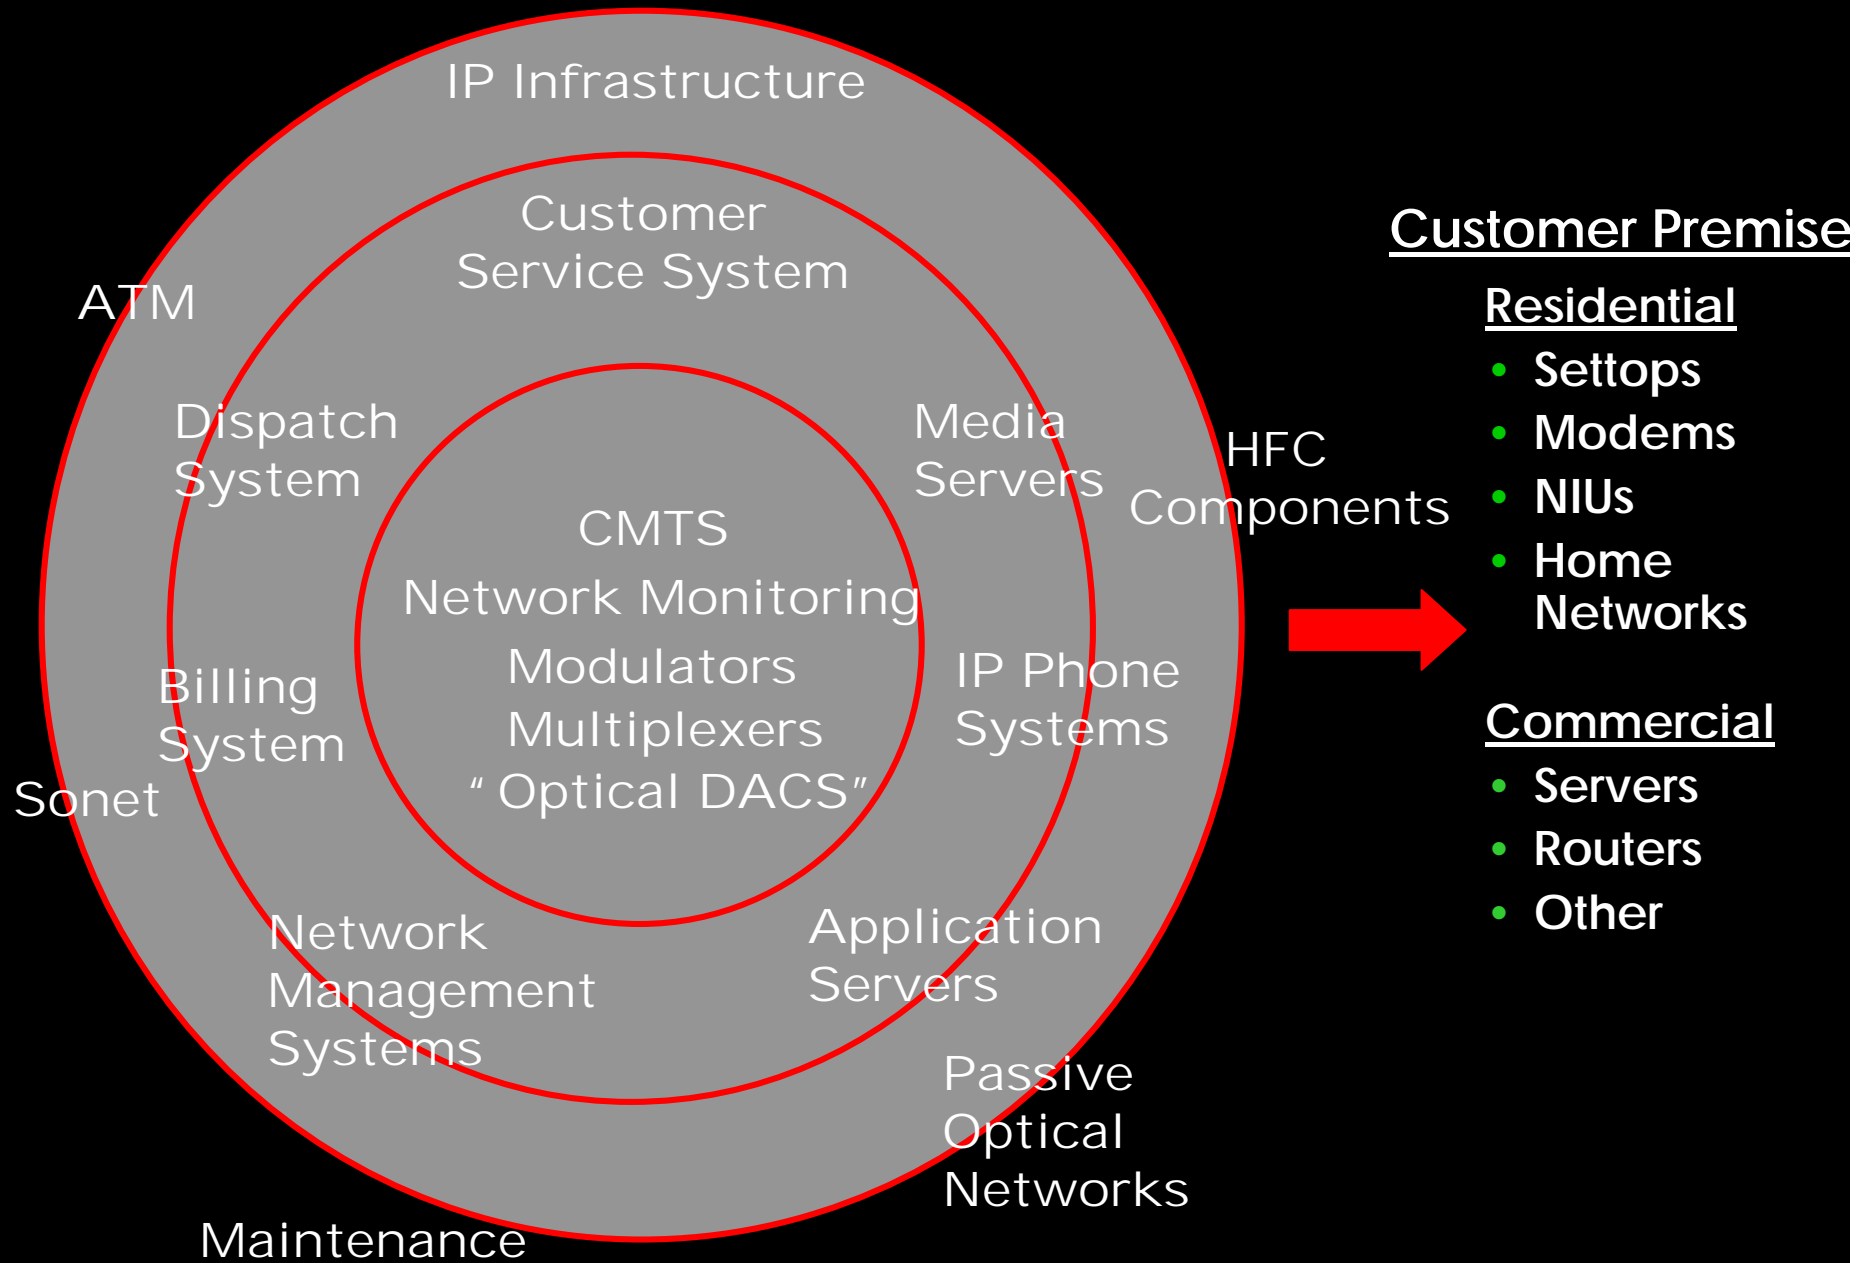 IP Infrastructure
Customer
Service System
ATM
Dispatch
System
Media
Servers
HFC
Components
CMTS
Network Monitoring
Modulators
Multiplexers
“ Optical DACS”
Billing
System
IP Phone
Systems
Sonet
Network
Management
Systems
Application
Servers
Passive
Optical
Networks
Maintenance
Customer Premise
Residential
• Settops
• Modems
• NIUs
• Home
Networks
Commercial
• Servers
• Routers
• Other